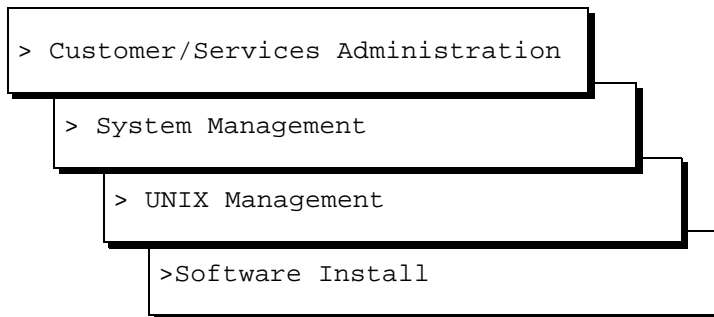 > Customer/Services Administration
> System Management
> UNIX Management
>Software Install